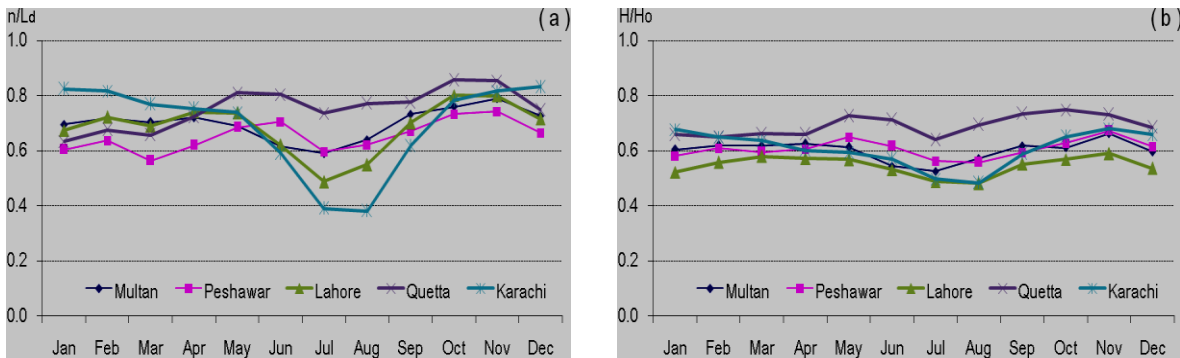 n/Ld
(a)
1.0
0.8
0.6
0.4
0.2
0.0
Multan Peshawar Lahore Quetta Karachi
Jan Feb Mar Apr May Jun Jul Aug Sep Oct Nov Dec
H/Ho
(b)
1.0
0.8
0.6
0.4
0.2
0.0
Multan Peshawar Lahore Quetta Karachi
Jan Feb Mar Apr May Jun Jul Aug Sep Oct Nov Dec